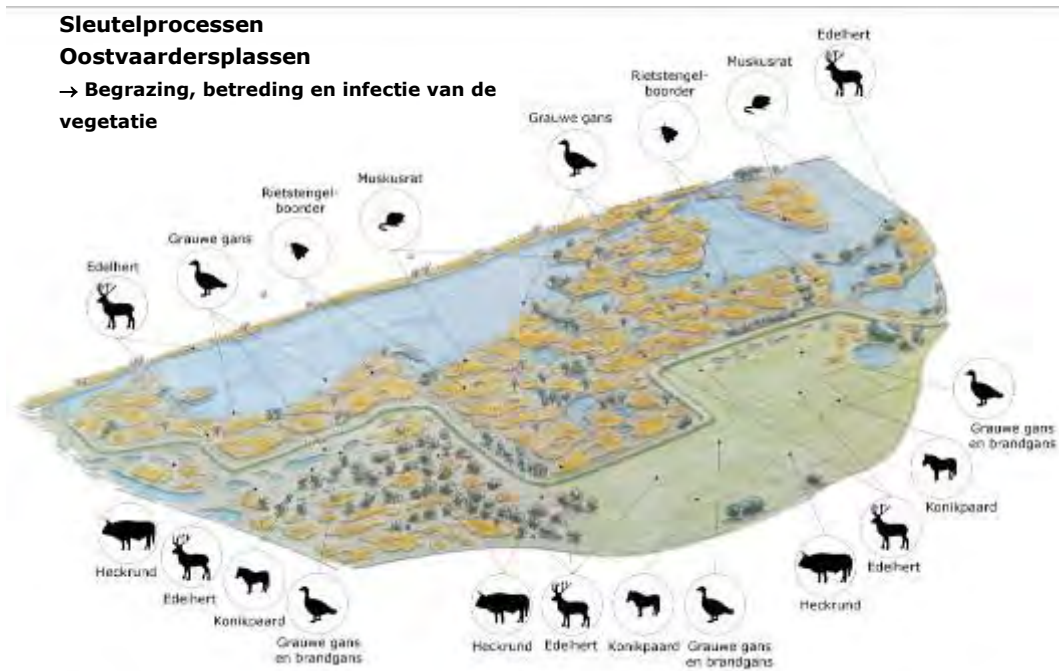 Sleutelprocessen
Oostvaardersplassen
→ Begrazing, betreding en infectie van de
vegetatie
Edelhert
Muskusrat
Rietstengel-
boorder
Grauwe gans
Muskusrat
Rietstengel-
boorder
Grauwe gans
Edelhert
Grauwe gans
en brandgans
Konikpaard
Edelhert
Heckrund
Heckrund
Edelhert
Konikpaard
Grauwe gans
en brandgans
Heckrund
Edelhert
Konikpaard
Grauwe gans
en brandgans